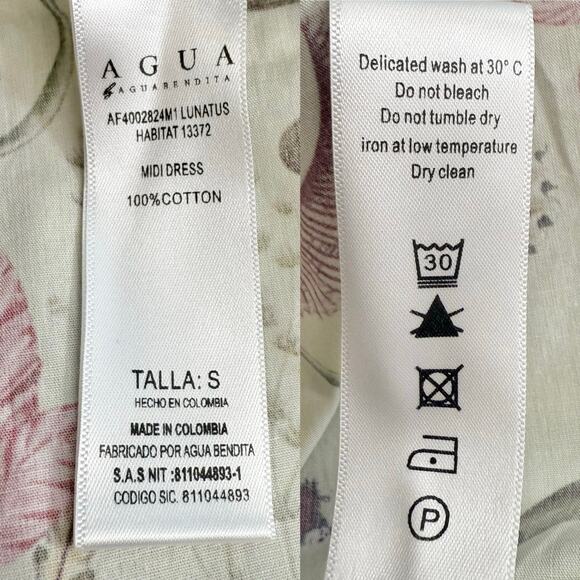 AGUA
BY AGUABENDITA
AF4002824M1 LUNATUS
HABITAT 13372
MIDI DRESS
100%COTTON
TALLA: S
HECHO EN COLOMBIA
MADE IN COLOMBIA
FABRICADO POR AGUA BENDITA
S.A.S NIT :811044893-1
CODIGO SIC. 811044893
Delicated wash at 30° C
Do not bleach
Do not tumble dry
iron at low temperature
Dry clean
30
P